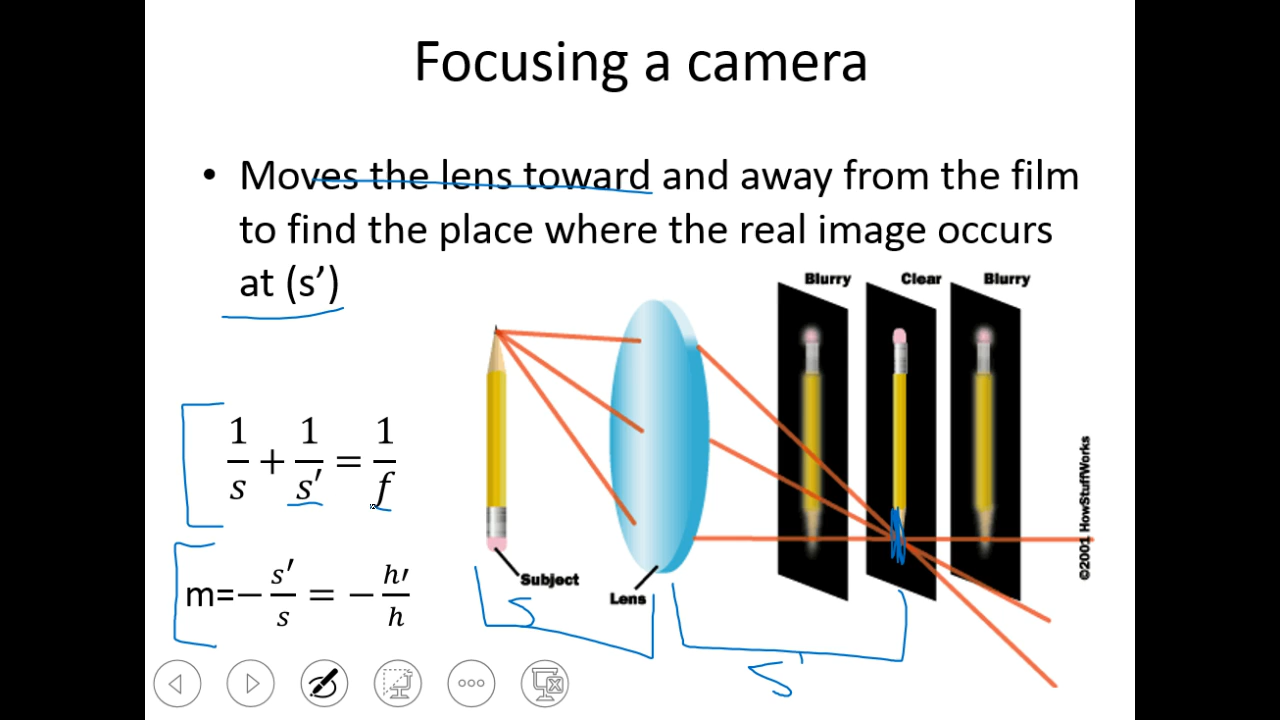 Focusing a camera
• Moves the lens toward and away from the film
to find the place where the real image occurs
at (s’)
Blurry Clear Blurry
1/s + 1/s′ = 1/f
m=− s′/s = − h′/h
Subject
Lens
s
s'
©2001 HowStuffWorks